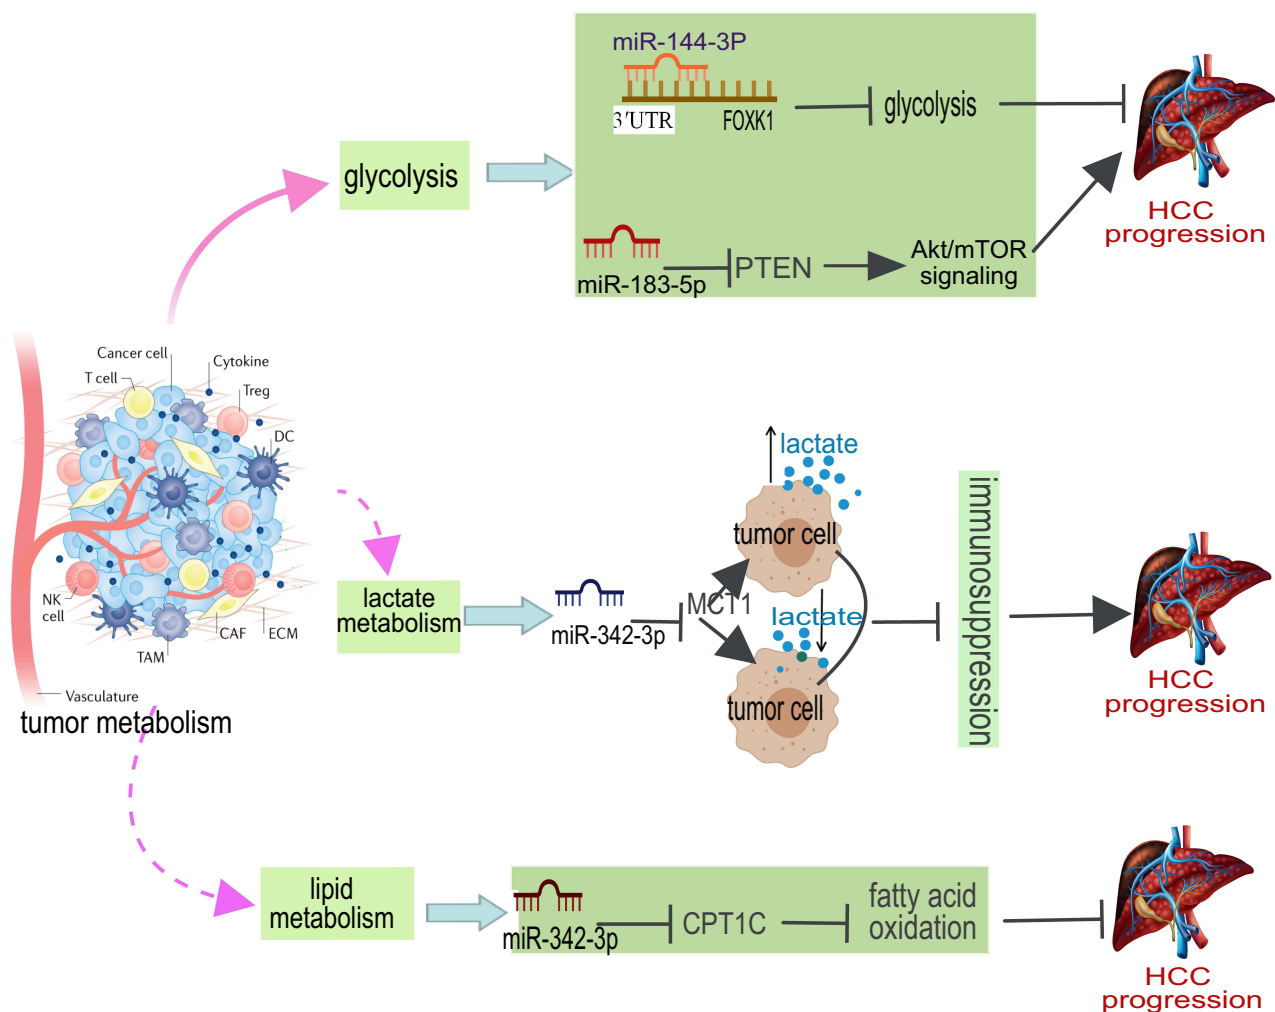 miR-144-3P
3′UTR
FOXK1
glycolysis
glycolysis
HCC
progression
miR-183-5p
PTEN
Akt/mTOR
signaling
Cancer cell
Cytokine
T cell
Treg
DC
NK
cell
CAF
ECM
TAM
Vasculature
tumor metabolism
lactate
metabolism
miR-342-3p
MCT1
lactate
tumor cell
lactate
tumor cell
immunosuppression
HCC
progression
lipid
metabolism
miR-342-3p
CPT1C
fatty acid
oxidation
HCC
progression